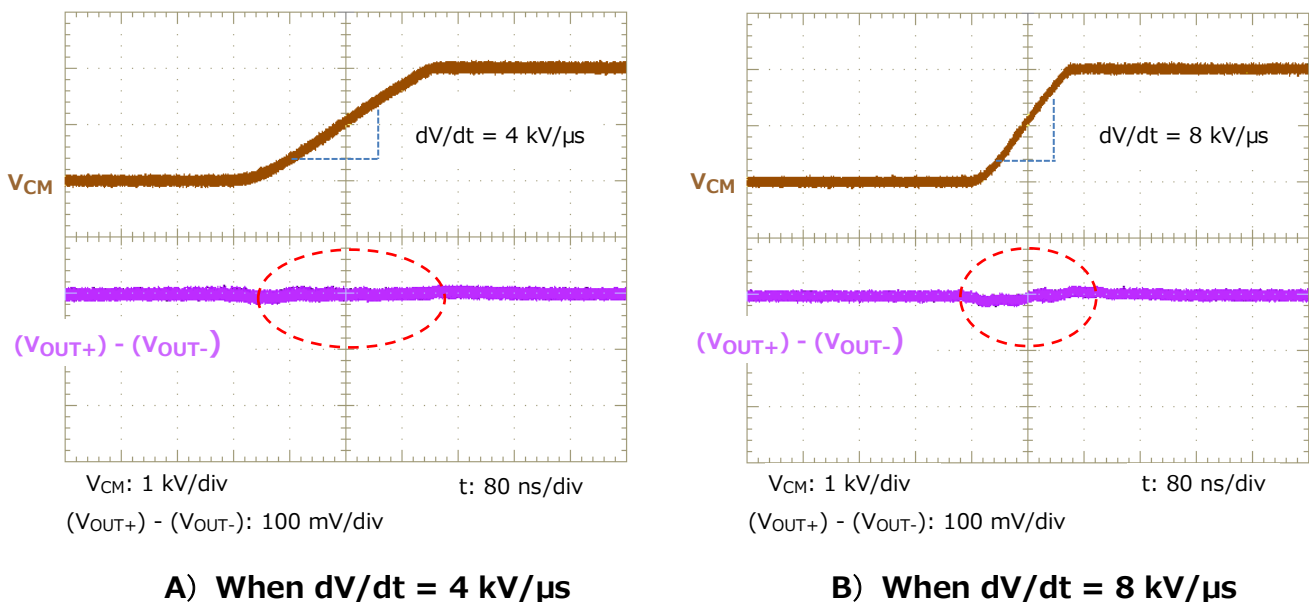 dV/dt = 4 kV/μs
VCM
(VOUT+) - (VOUT-)
VCM: 1 kV/div
t: 80 ns/div
(VOUT+) - (VOUT-): 100 mV/div
A) When dV/dt = 4 kV/μs
dV/dt = 8 kV/μs
VCM
(VOUT+) - (VOUT-)
VCM: 1 kV/div
t: 80 ns/div
(VOUT+) - (VOUT-): 100 mV/div
B) When dV/dt = 8 kV/μs